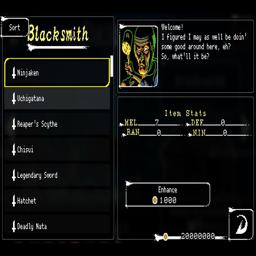 Sort
Blacksmith
Ninjaken
Uchigatana
Reaper's Scythe
Chisui
Legendary Sword
Hatchet
Deadly Nata
Welcome!
I figured I may as well be doin'
some good around here, eh?
So, what'll it be?
Item Stats
MEL 7 DEF 0
RAN 0 NIN 0
Enhance
1000
20000000